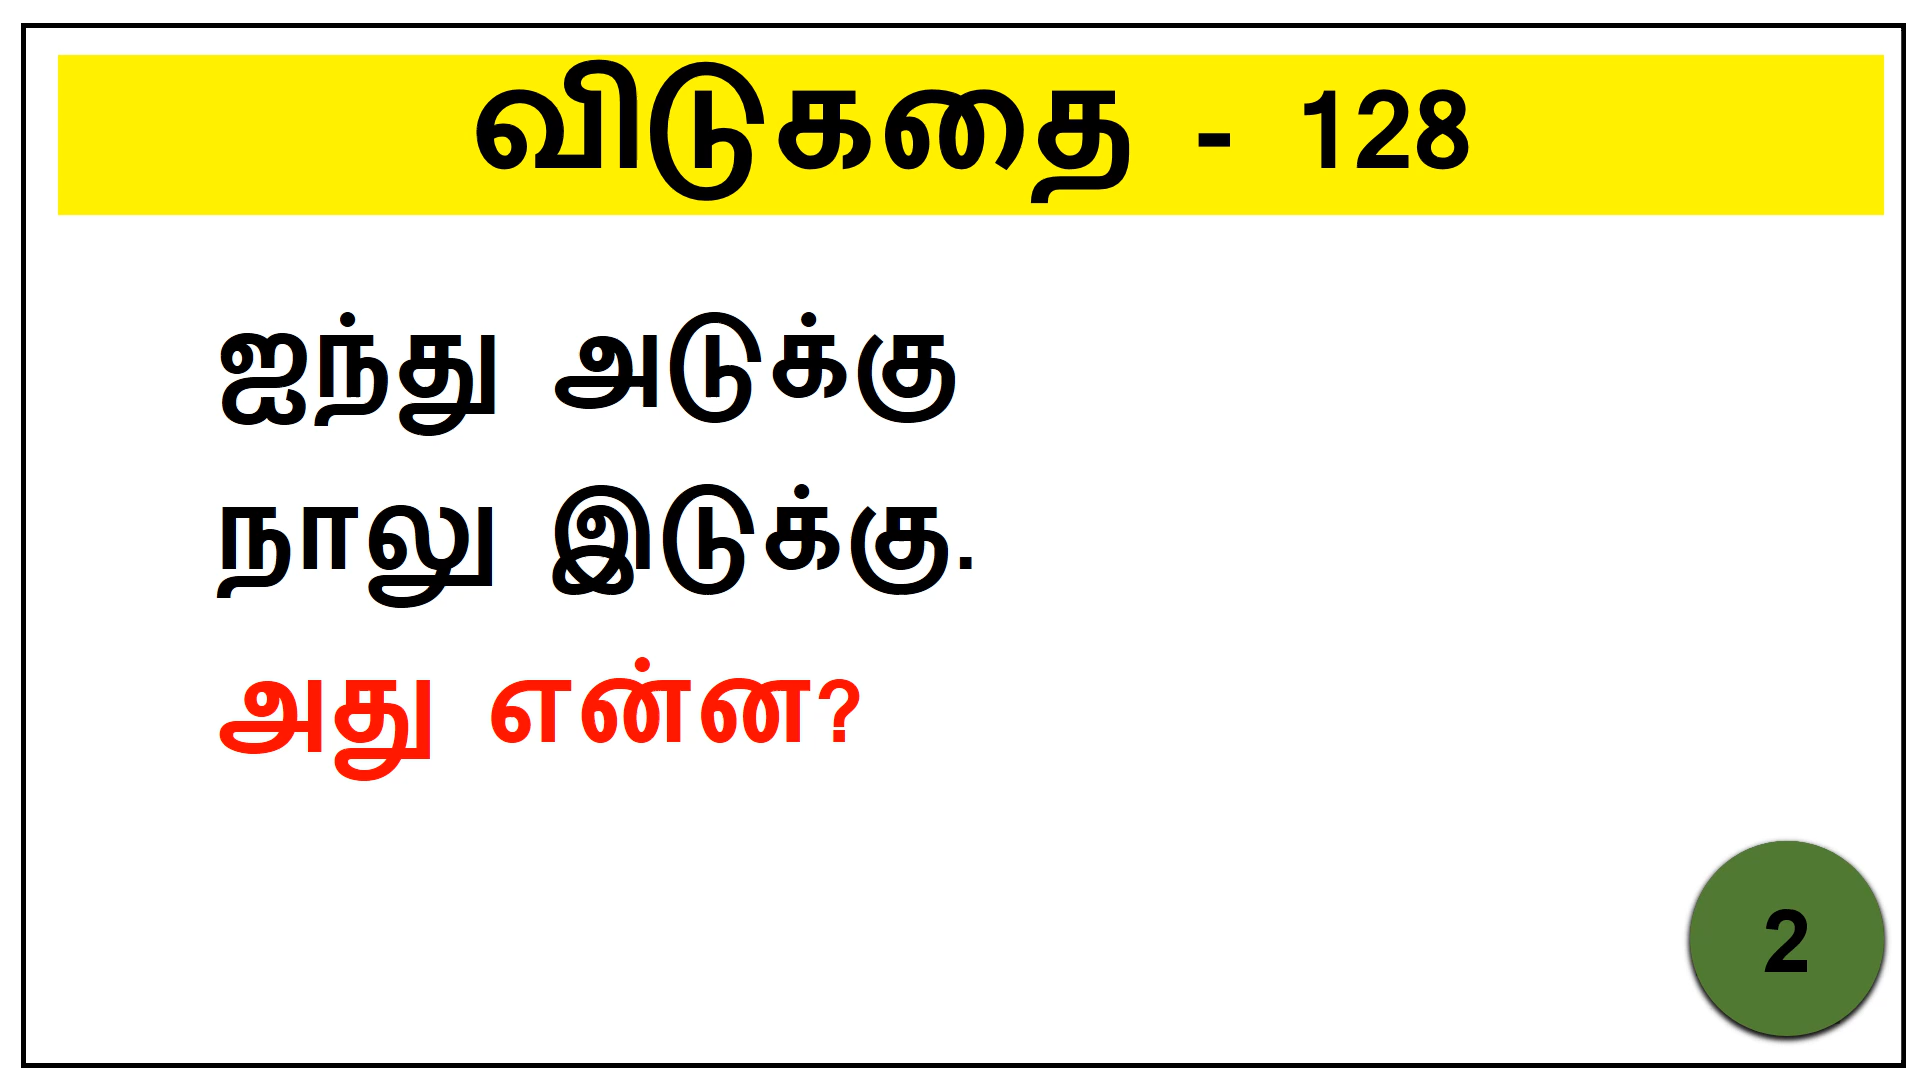 விடுகதை - 128
ஐந்து அடுக்கு
நாலு இடுக்கு.
அது என்ன?
2